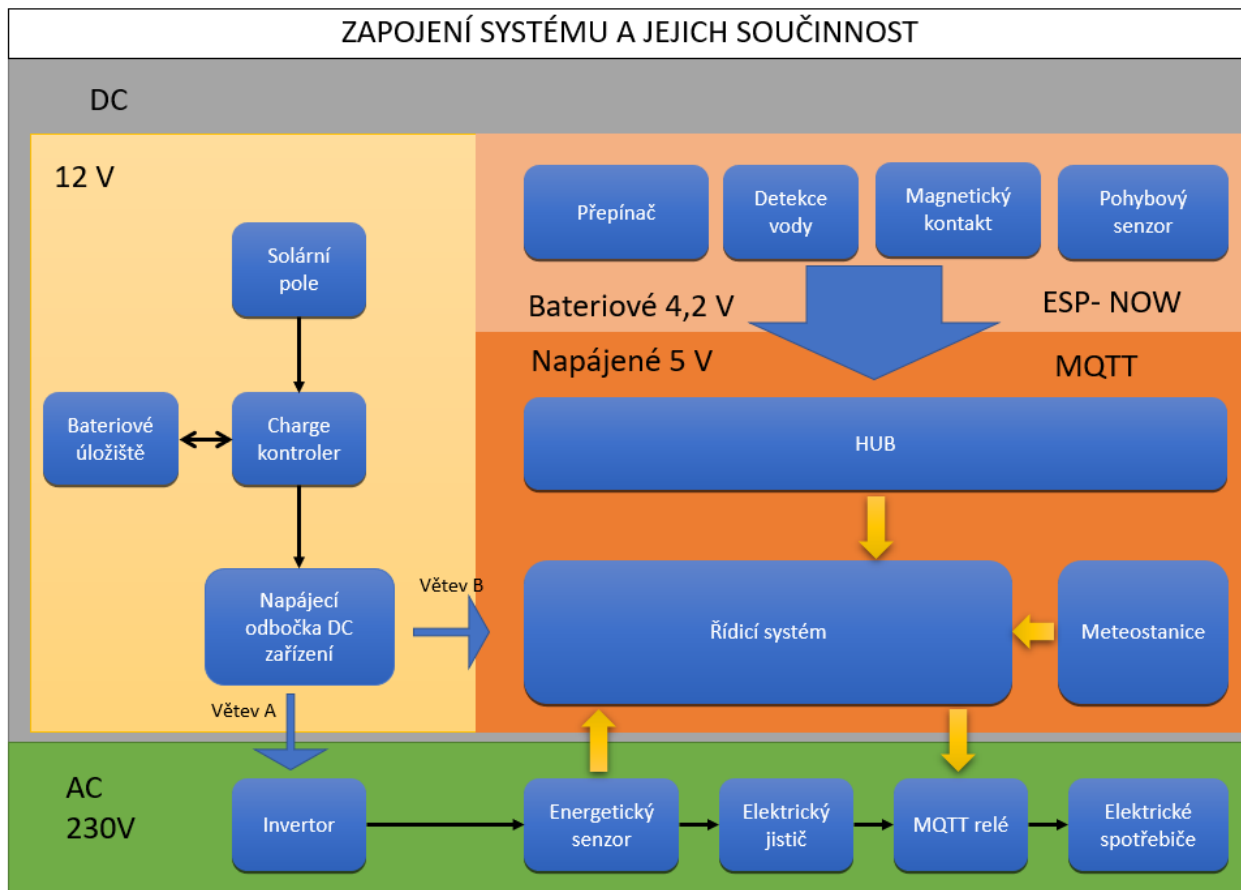 ZAPOJENÍ SYSTÉMU A JEJICH SOUČINNOST
DC
12 V
Solární
pole
Bateriové
úložiště
Charge
kontroler
Napájecí
odbočka DC
zařízení
Větev B
Větev A
Přepínač
Detekce
vody
Magnetický
kontakt
Pohybový
senzor
Bateriové 4,2 V
ESP- NOW
Napájené 5 V
MQTT
HUB
Řídicí systém
Meteostanice
AC
230V
Invertor
Energetický
senzor
Elektrický
jistič
MQTT relé
Elektrické
spotřebiče